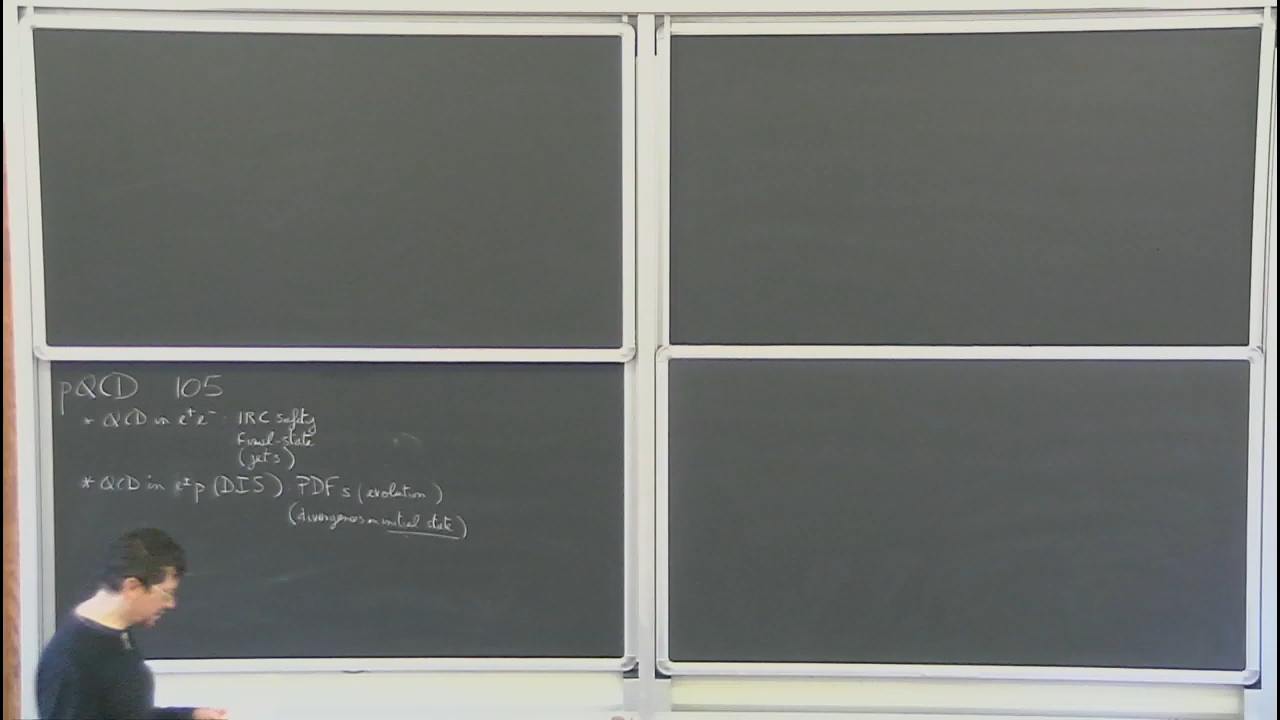 pQCD 105
* QCD in e⁺e⁻ : IRC safety
Final-state
(jets)
* QCD in e±p (DIS) PDFs (evolution)
(divergences in initial state)